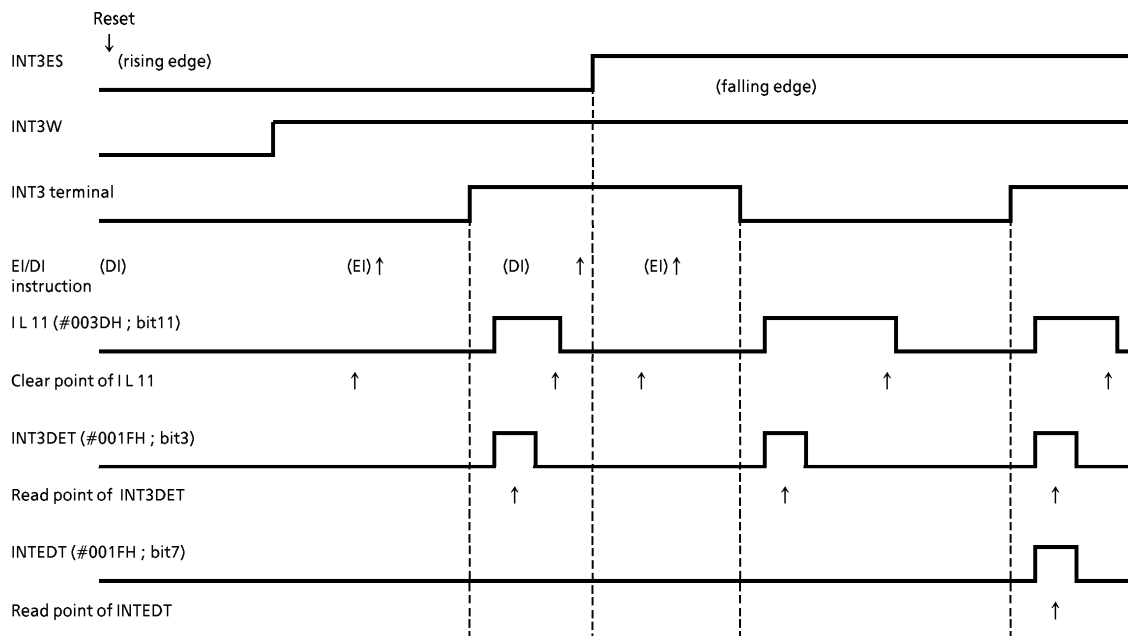 Reset
↓
INT3ES (rising edge)
(falling edge)
INT3W
INT3 terminal
EI/DI (DI) (EI)↑ (DI) ↑ (EI)↑
instruction
I L 11 (#003DH ; bit11)
Clear point of I L 11 ↑ ↑ ↑ ↑ ↑
INT3DET (#001FH ; bit3)
Read point of INT3DET ↑ ↑ ↑
INTEDT (#001FH ; bit7)
Read point of INTEDT ↑